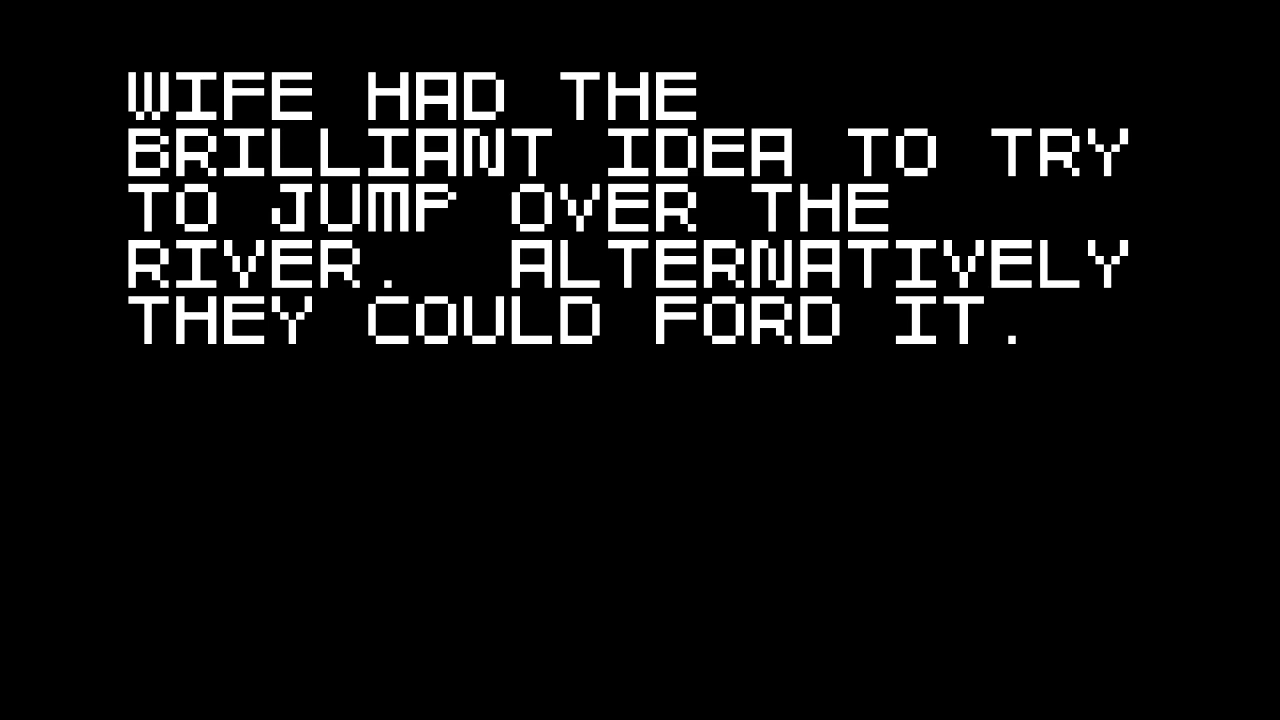 WIFE HAD THE
BRILLIANT IDEA TO TRY
TO JUMP OVER THE
RIVER.  ALTERNATIVELY
THEY COULD FORD IT.